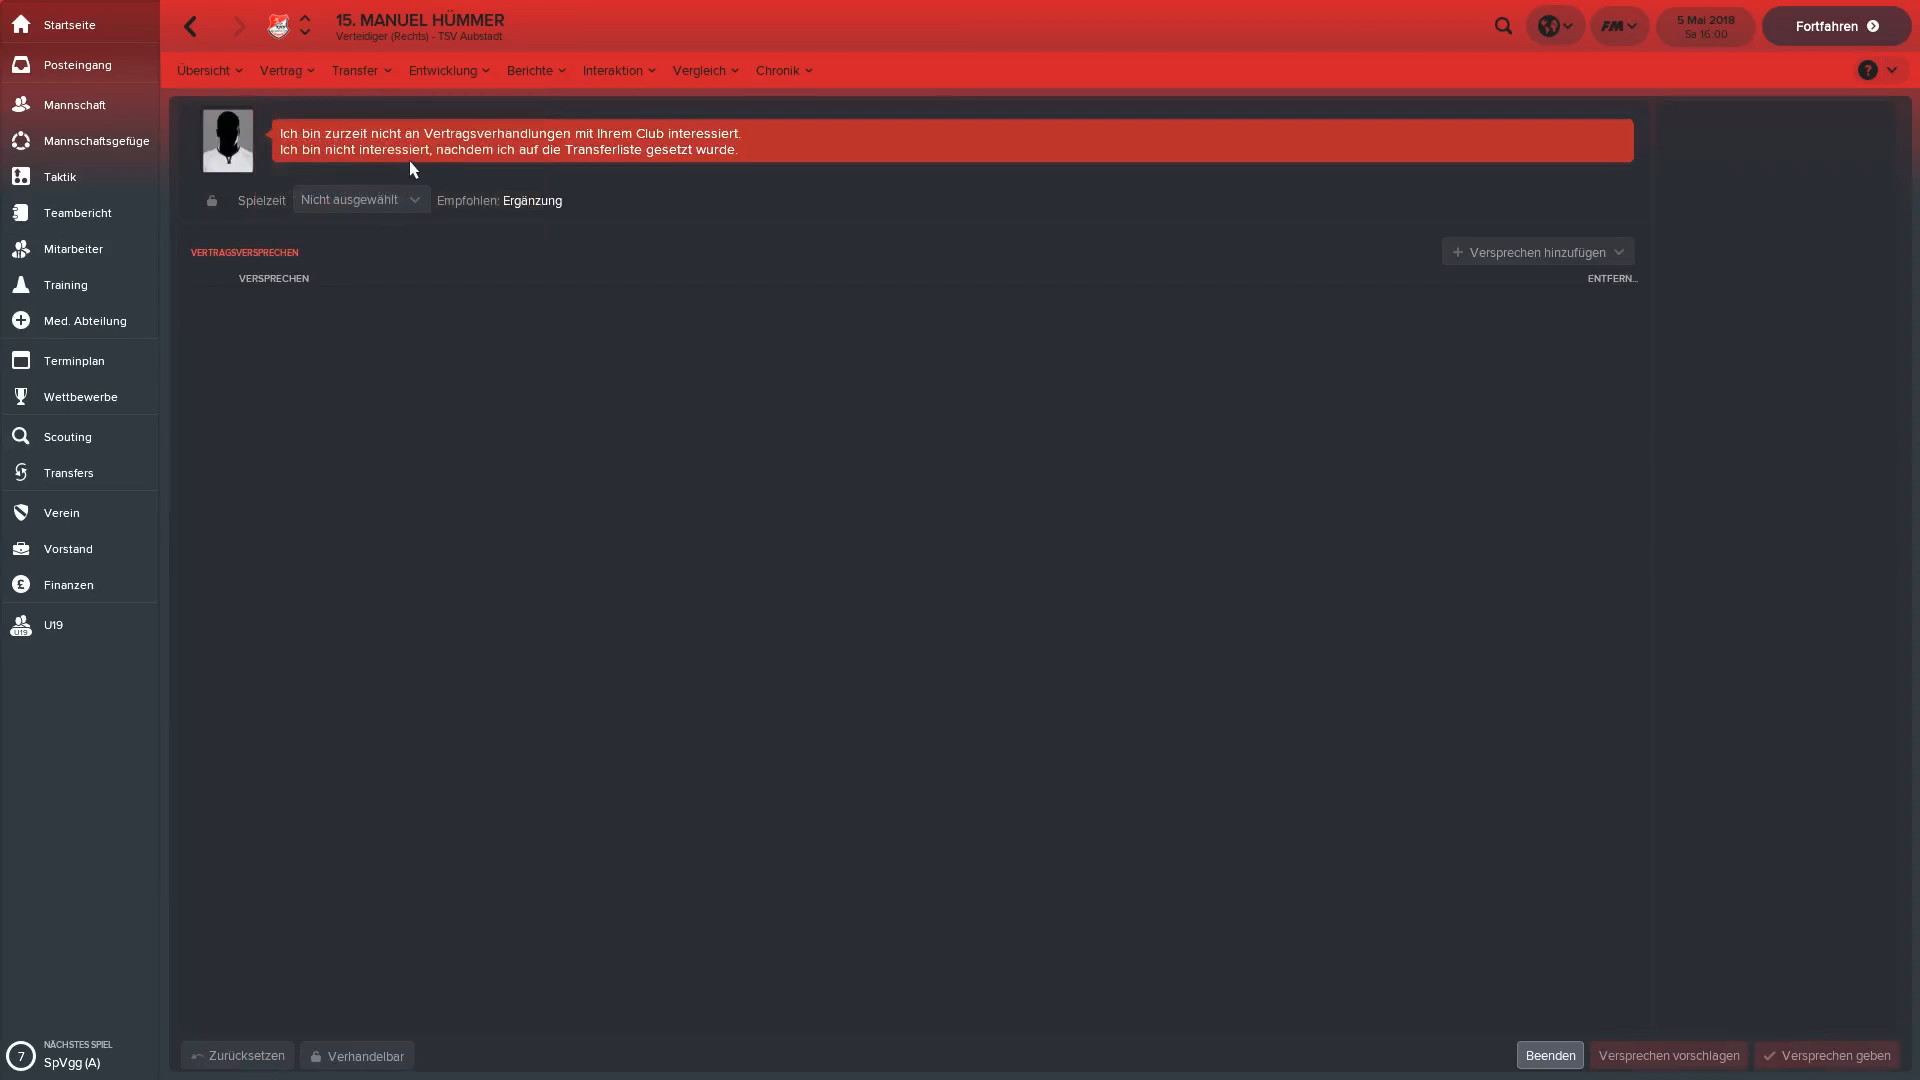 Startseite
Posteingang
Mannschaft
Mannschaftsgefüge
Taktik
Teambericht
Mitarbeiter
Training
Med. Abteilung
Terminplan
Wettbewerbe
Scouting
Transfers
Verein
Vorstand
Finanzen
U19
U19
7
NÄCHSTES SPIEL
SpVgg (A)
15. MANUEL HÜMMER
Verteidiger (Rechts) - TSV Aubstadt
FM
5 Mai 2018
Sa 16:00
Fortfahren
Übersicht
Vertrag
Transfer
Entwicklung
Berichte
Interaktion
Vergleich
Chronik
?
Ich bin zurzeit nicht an Vertragsverhandlungen mit Ihrem Club interessiert.
Ich bin nicht interessiert, nachdem ich auf die Transferliste gesetzt wurde.
Spielzeit Nicht ausgewählt Empfohlen: Ergänzung
VERTRAGSVERSPRECHEN
Versprechen hinzufügen
VERSPRECHEN
ENTFERN...
Zurücksetzen
Verhandelbar
Beenden
Versprechen vorschlagen
Versprechen geben